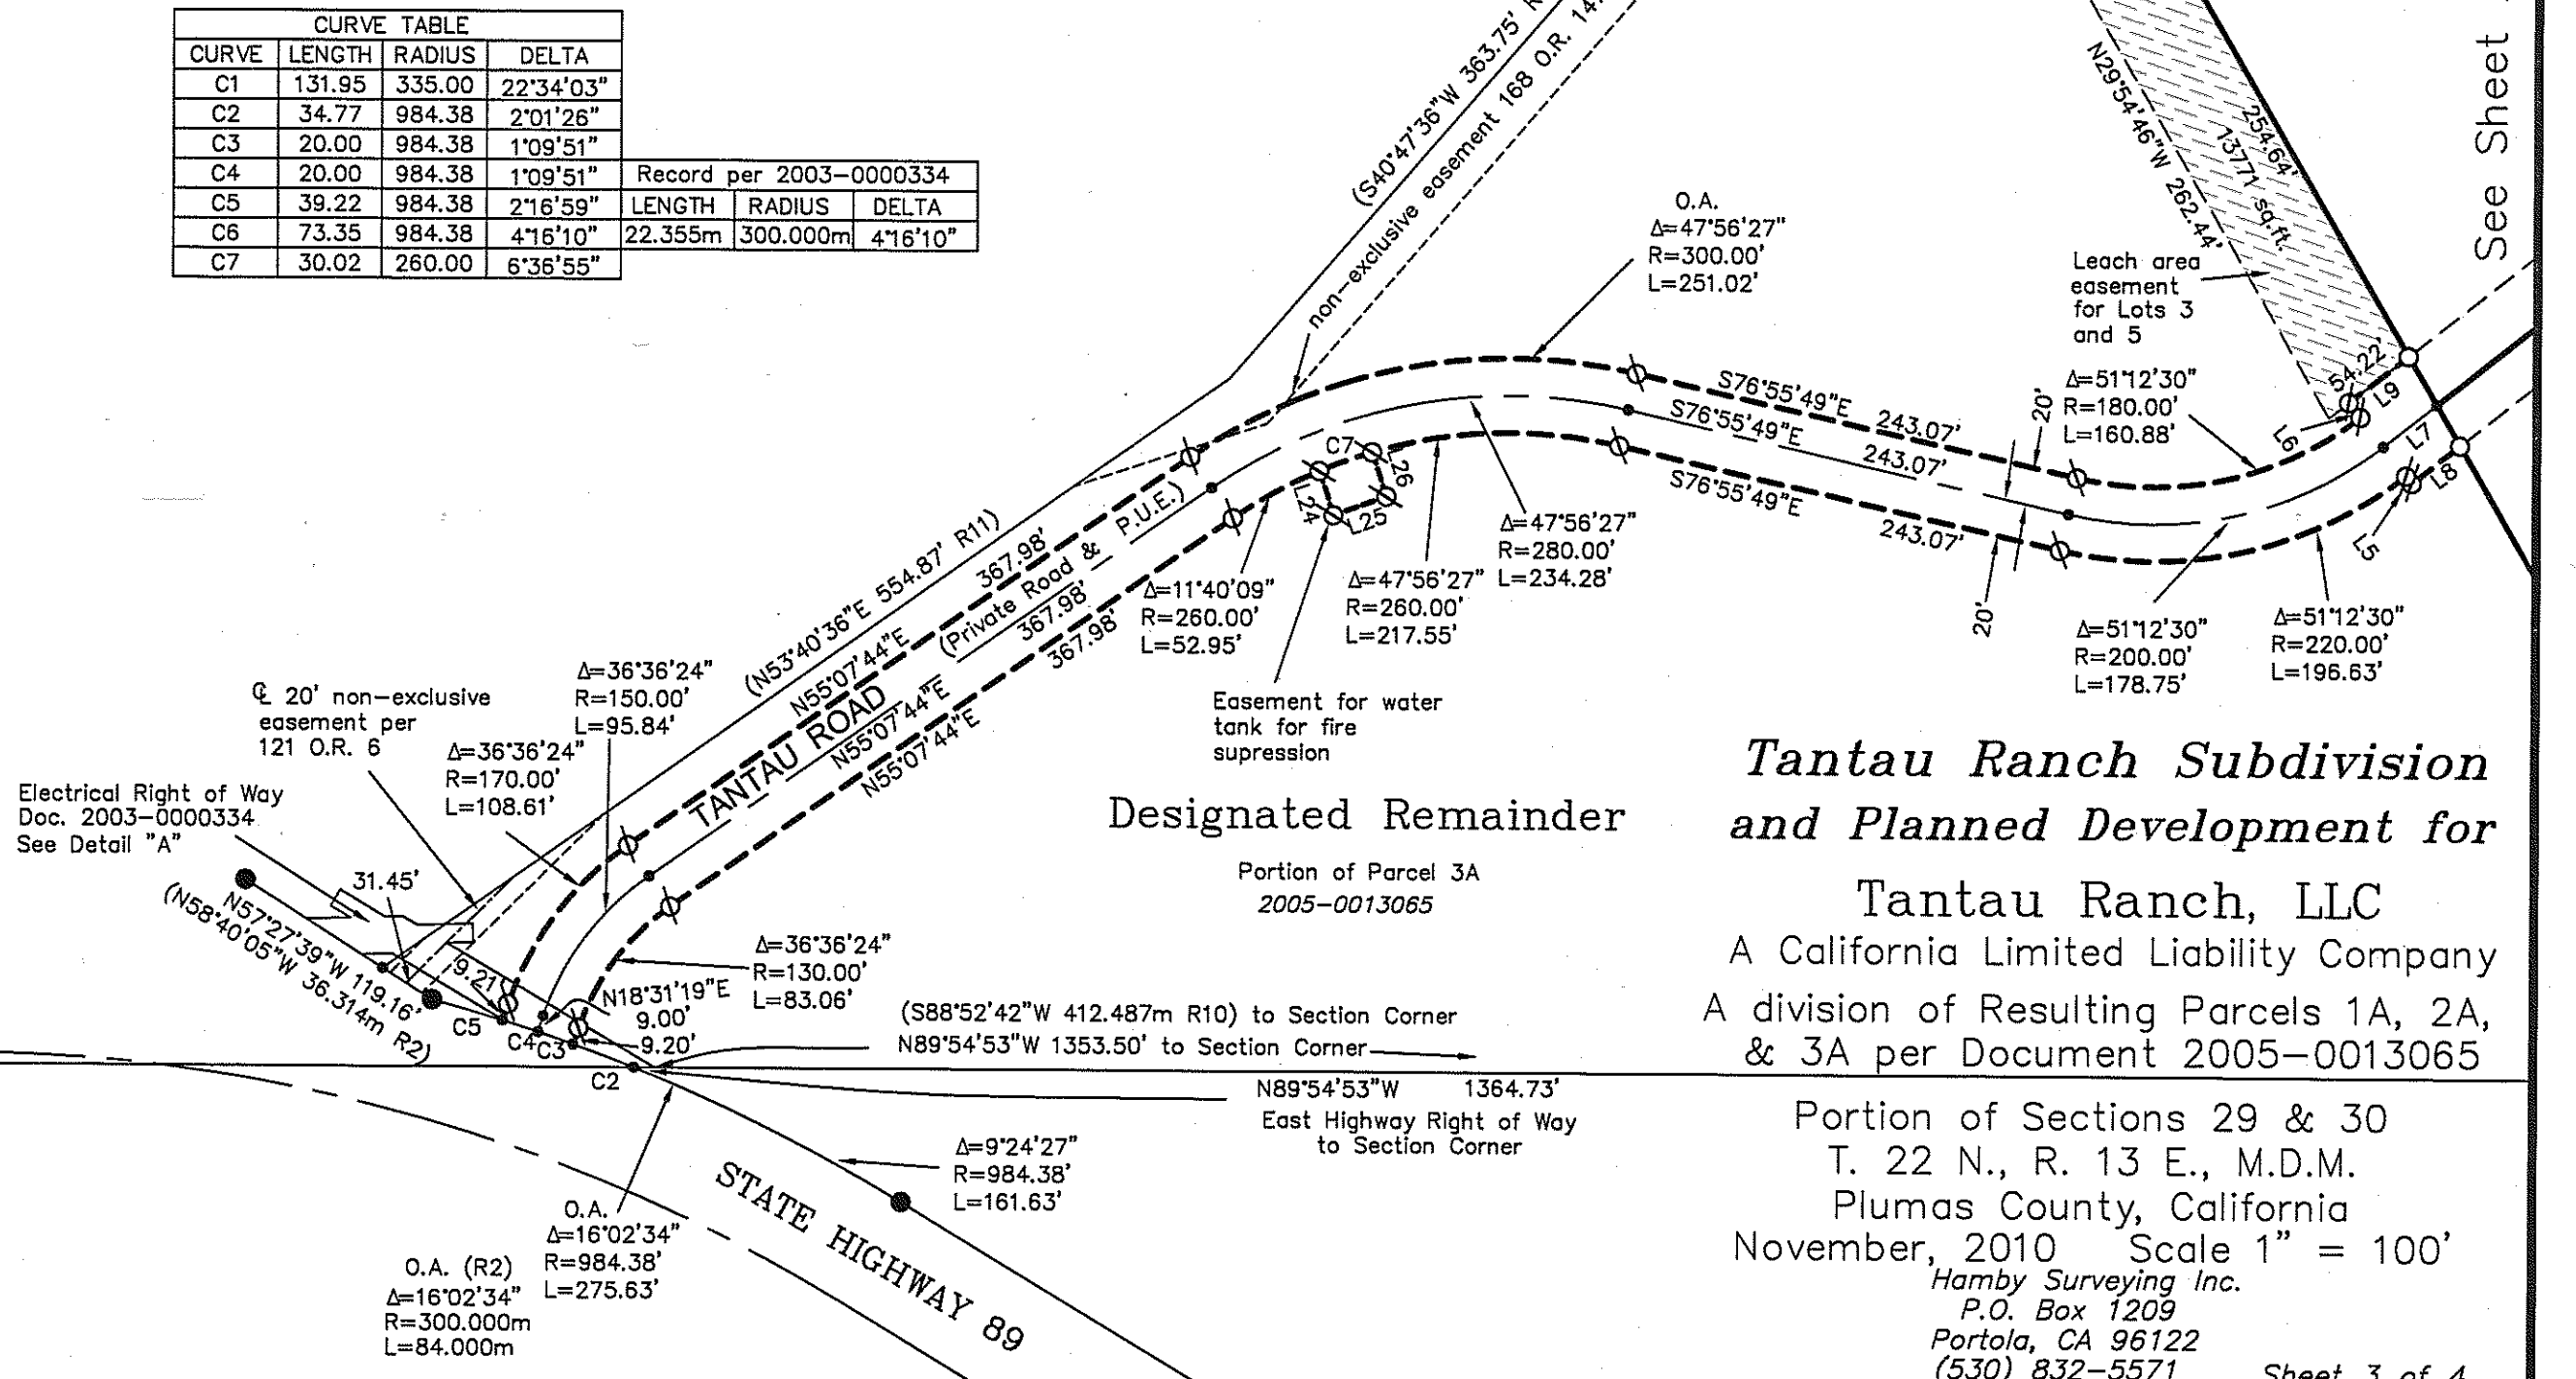 CURVE TABLE
CURVE LENGTH RADIUS DELTA
C1 131.95 335.00 22°34'03"
C2 34.77 984.38 2°01'26"
C3 20.00 984.38 1°09'51"
C4 20.00 984.38 1°09'51"
C5 39.22 984.38 2°16'59"
C6 73.35 984.38 4°16'10"
C7 30.02 260.00 6°36'55"
Record per 2003-0000334
LENGTH RADIUS DELTA
22.355m 300.000m 4°16'10"
(S40°47'36"W 363.75'
non-exclusive easement 168 O.R.
N29°54'46"W 262.44'
254.64'
13771 sq.ft.
See Sheet
Leach area
easement
for Lots 3
and 5
O.A.
Δ=47°56'27"
R=300.00'
L=251.02'
S76°55'49"E 243.07'
S76°55'49"E 243.07'
S76°55'49"E 243.07'
20'
20'
Δ=51°12'30"
R=180.00'
L=160.88'
54.22'
L9
L6
L7
L8
L5
C7
L26
L24
L25
(N53°40'36"E 554.87' R11)
367.98'
(Private Road & P.U.E.)
367.98'
367.98'
N55°07'44"E
TANTAU ROAD
N55°07'44"E
N55°07'44"E
Δ=11°40'09"
R=260.00'
L=52.95'
Δ=47°56'27"
R=260.00'
L=217.55'
Δ=47°56'27"
R=280.00'
L=234.28'
Δ=51°12'30"
R=200.00'
L=178.75'
Δ=51°12'30"
R=220.00'
L=196.63'
Easement for water
tank for fire
supression
℄ 20' non-exclusive
easement per
121 O.R. 6
Δ=36°36'24"
R=150.00'
L=95.84'
Δ=36°36'24"
R=170.00'
L=108.61'
Electrical Right of Way
Doc. 2003-0000334
See Detail "A"
31.45'
N57°27'39"W 119.16'
(N58°40'05"W 36.314m R2)
9.21'
C5
C4
C3
C2
N18°31'19"E
9.00'
9.20'
Δ=36°36'24"
R=130.00'
L=83.06'
Designated Remainder
Portion of Parcel 3A
2005-0013065
(S88°52'42"W 412.487m R10) to Section Corner
N89°54'53"W 1353.50' to Section Corner
N89°54'53"W 1364.73'
East Highway Right of Way
to Section Corner
Δ=9°24'27"
R=984.38'
L=161.63'
STATE HIGHWAY 89
O.A.
Δ=16°02'34"
R=984.38'
L=275.63'
O.A. (R2)
Δ=16°02'34"
R=300.000m
L=84.000m
Tantau Ranch Subdivision
and Planned Development for
Tantau Ranch, LLC
A California Limited Liability Company
A division of Resulting Parcels 1A, 2A,
& 3A per Document 2005-0013065
Portion of Sections 29 & 30
T. 22 N., R. 13 E., M.D.M.
Plumas County, California
November, 2010 Scale 1" = 100'
Hamby Surveying Inc.
P.O. Box 1209
Portola, CA 96122
(530) 832-5571
Sheet 3 of 4